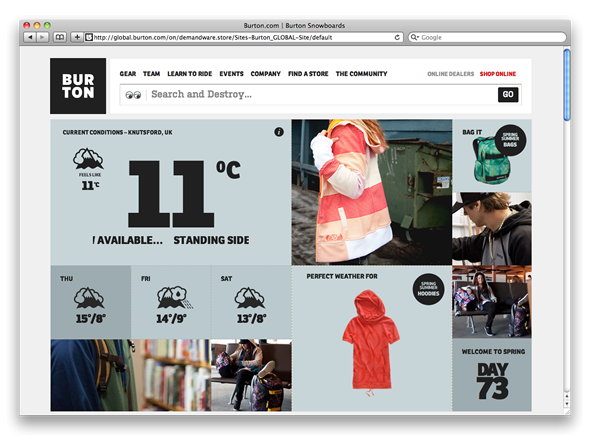 Burton.com | Burton Snowboards
http://global.burton.com/on/demandware.store/Sites-Burton_GLOBAL-Site/default
Google
BUR
TON
GEAR TEAM LEARN TO RIDE EVENTS COMPANY FIND A STORE THE COMMUNITY
ONLINE DEALERS SHOP ONLINE
Search and Destroy...
GO
CURRENT CONDITIONS – KNUTSFORD, UK
i
FEELS LIKE
11°C
11°C
AVAILABLE... STANDING SIDE
BAG IT
SPRING
SUMMER
BAGS
THU
15°/8°
FRI
14°/9°
SAT
13°/8°
PERFECT WEATHER FOR
SPRING
SUMMER
HOODIES
WELCOME TO SPRING
DAY
73